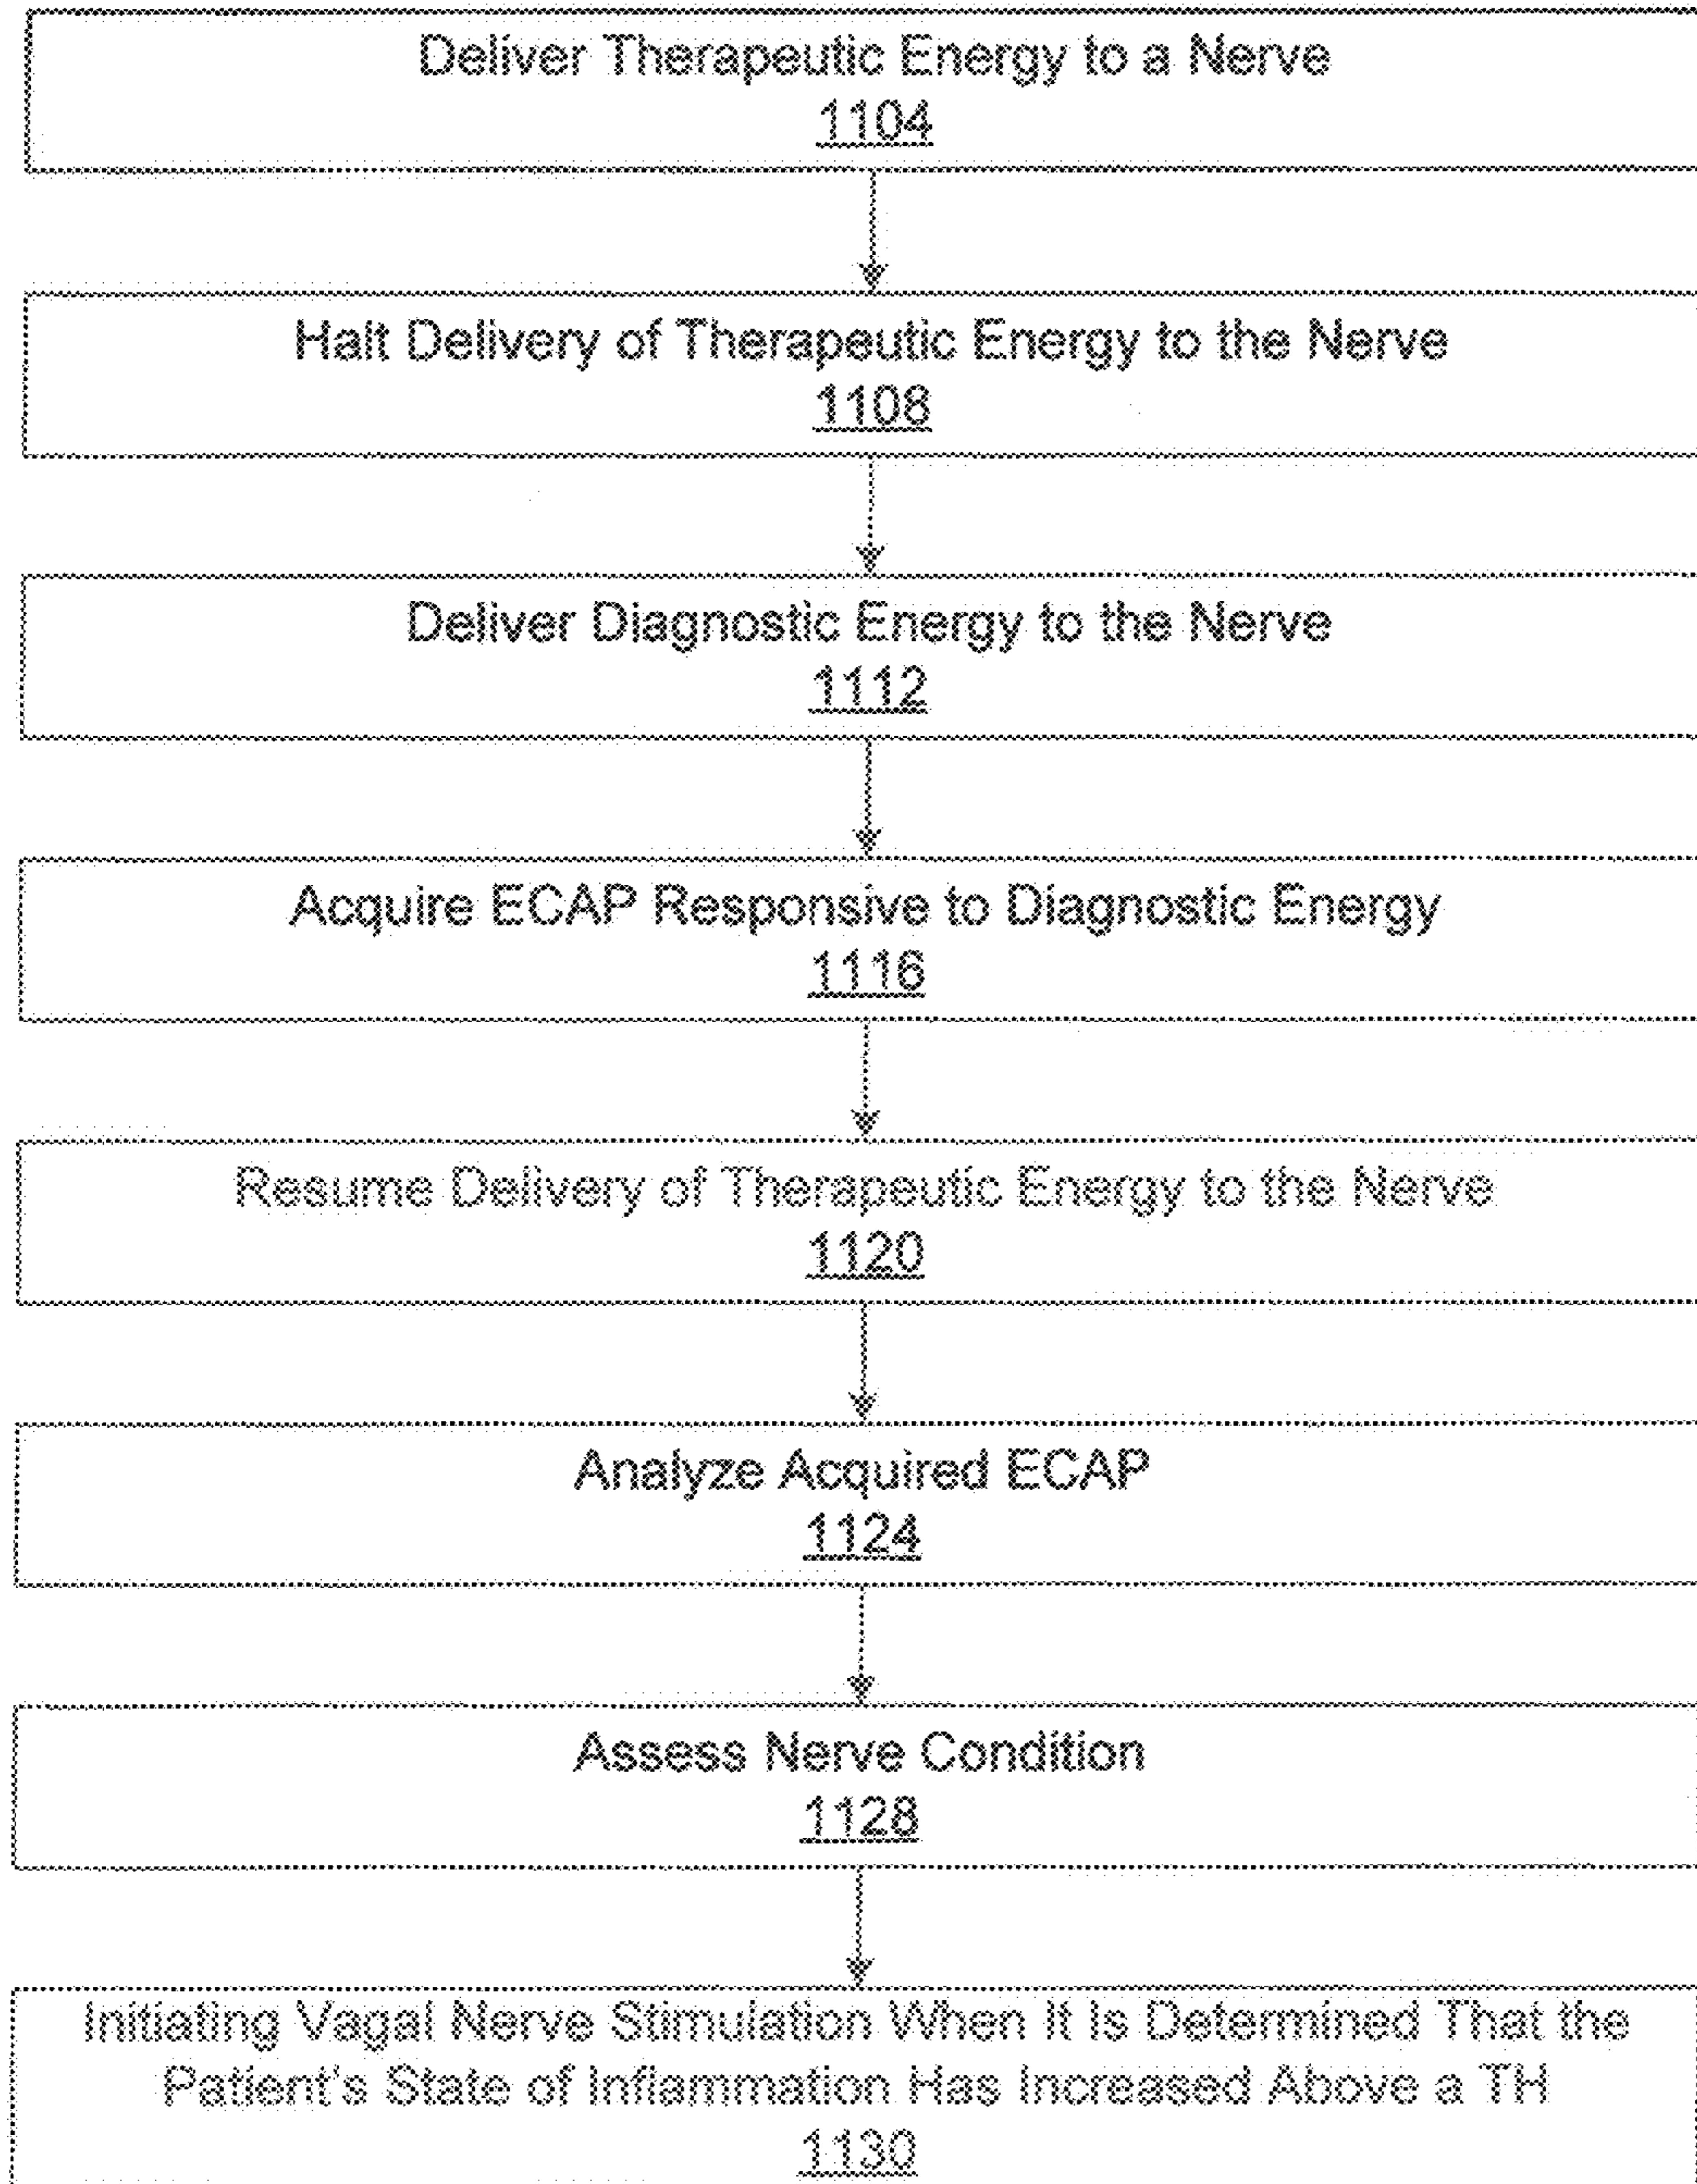 Deliver Therapeutic Energy to a Nerve
1104
Halt Delivery of Therapeutic Energy to the Nerve
1108
Deliver Diagnostic Energy to the Nerve
1112
Acquire ECAP Responsive to Diagnostic Energy
1116
Resume Delivery of Therapeutic Energy to the Nerve
1120
Analyze Acquired ECAP
1124
Assess Nerve Condition
1128
Initiating Vagal Nerve Stimulation When It Is Determined That the
Patient's State of Inflammation Has Increased Above a TH
1130